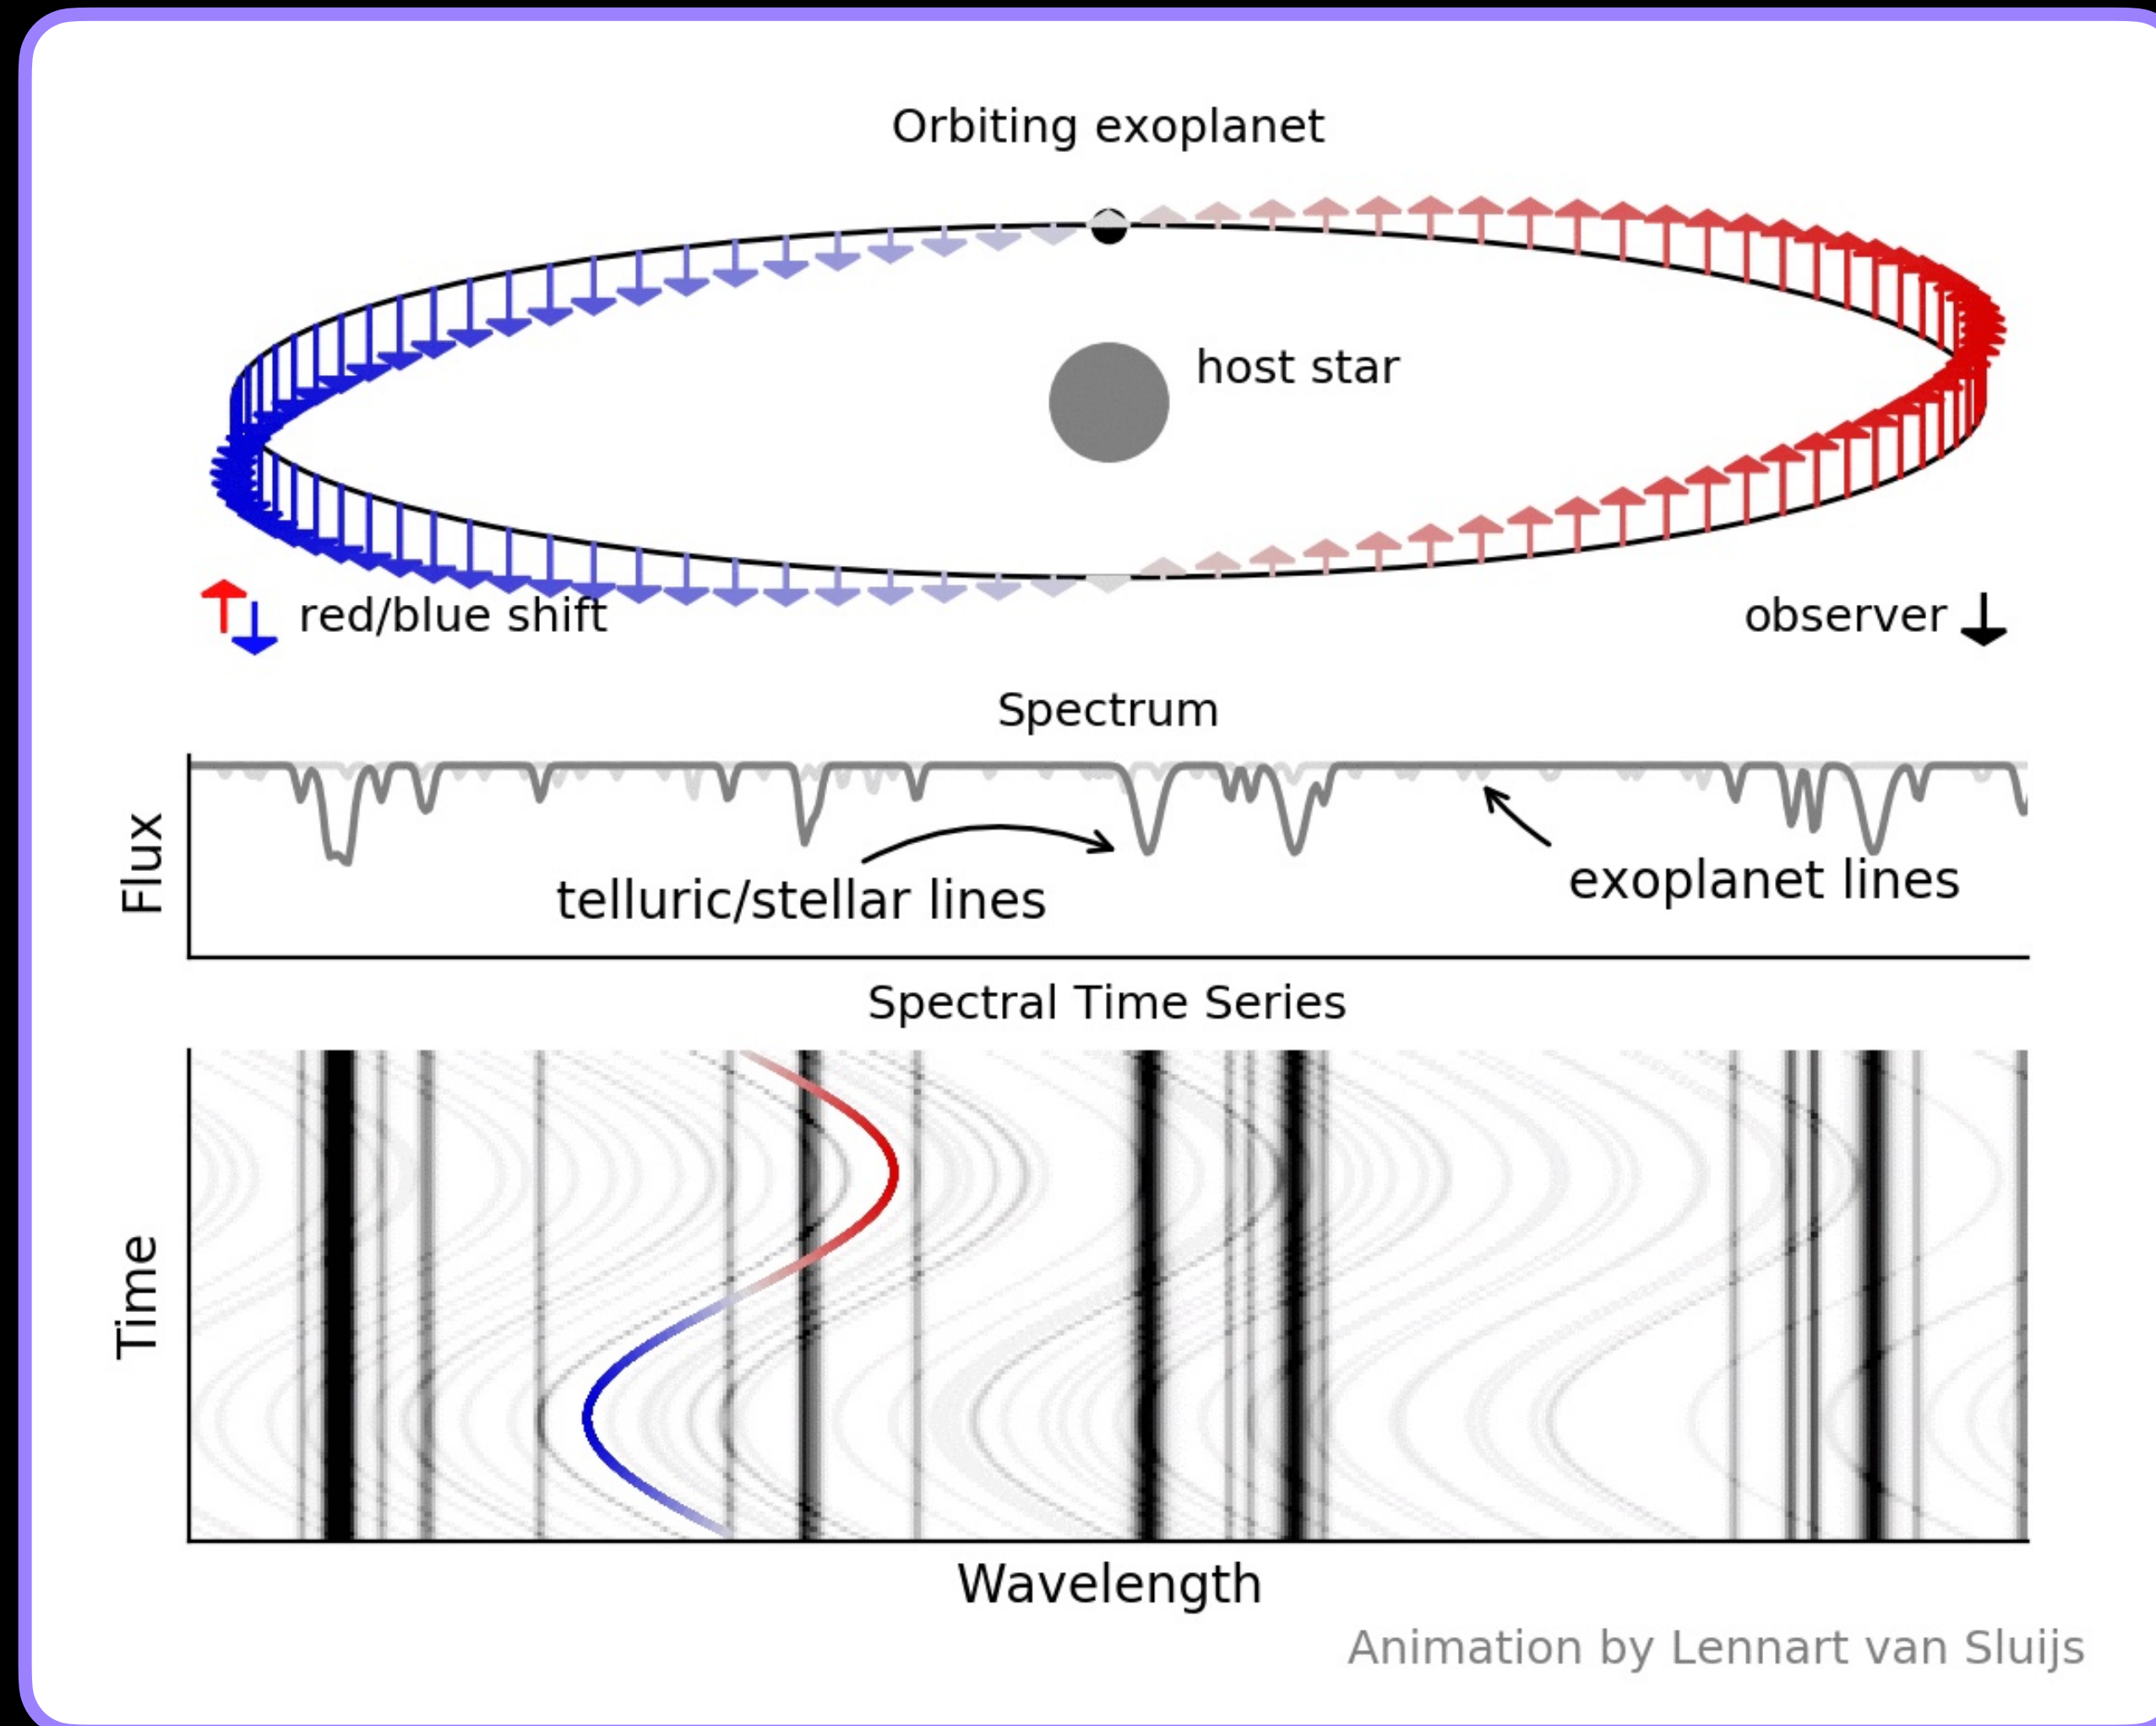 Orbiting exoplanet
host star
red/blue shift
observer
Spectrum
Flux
telluric/stellar lines
exoplanet lines
Spectral Time Series
Time
Wavelength
Animation by Lennart van Sluijs